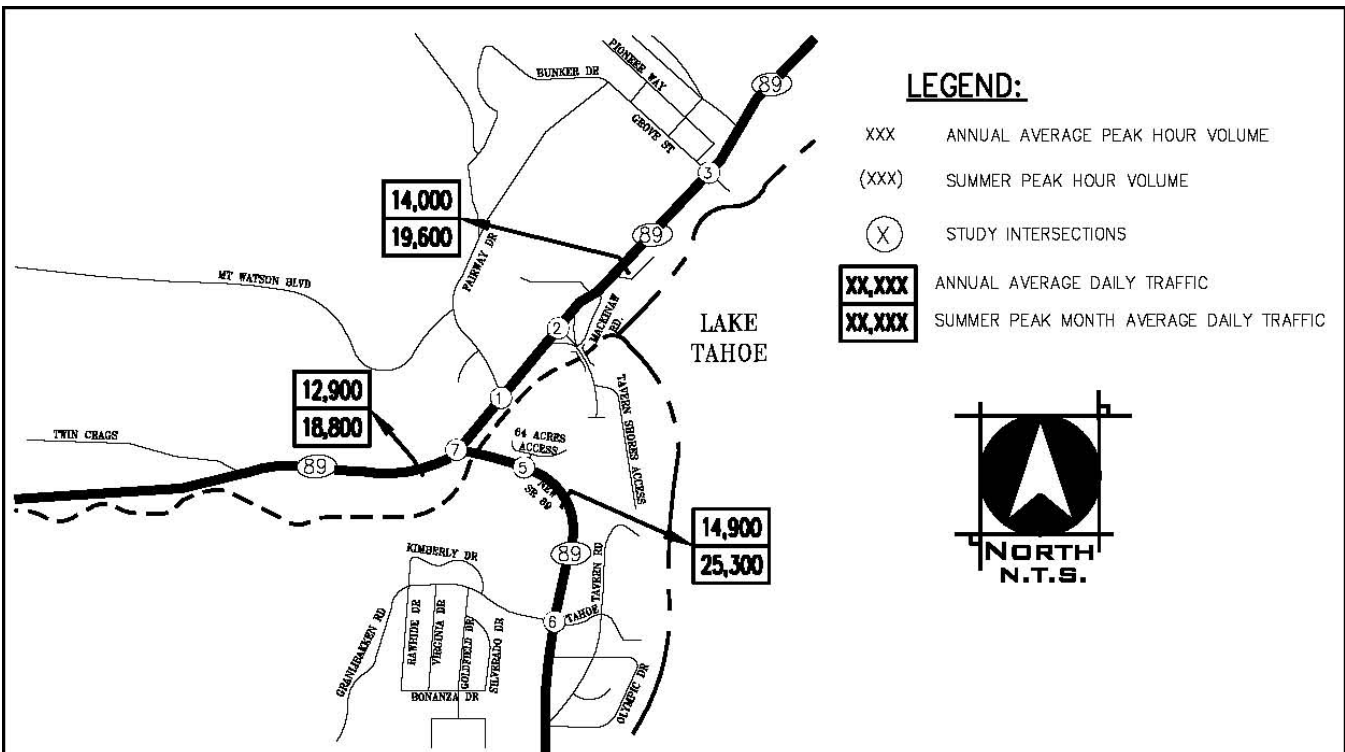 PIONEER WAY
89
BUNKER DR
GROVE ST
3
14,000
19,600
89
FAIRWAY DR
MT WATSON BLVD
2
MACKINAW
RD.
LAKE
TAHOE
12,900
18,800
1
TAVERN SHORES ACCESS
TWIN CRAGS
64 ACRES
ACCESS
7
89
5
NEW
SR 89
14,900
25,300
89
KIMBERLY DR
TAHOE TAVERN RD
6
GRANLIBAKKEN RD
RAWHIDE DR
VIRGINIA DR
GOLDFIELD DR
SILVERADO DR
BONANZA DR
OLYMPIC DR
LEGEND:
XXX ANNUAL AVERAGE PEAK HOUR VOLUME
(XXX) SUMMER PEAK HOUR VOLUME
X STUDY INTERSECTIONS
XX,XXX ANNUAL AVERAGE DAILY TRAFFIC
XX,XXX SUMMER PEAK MONTH AVERAGE DAILY TRAFFIC
NORTH
N.T.S.